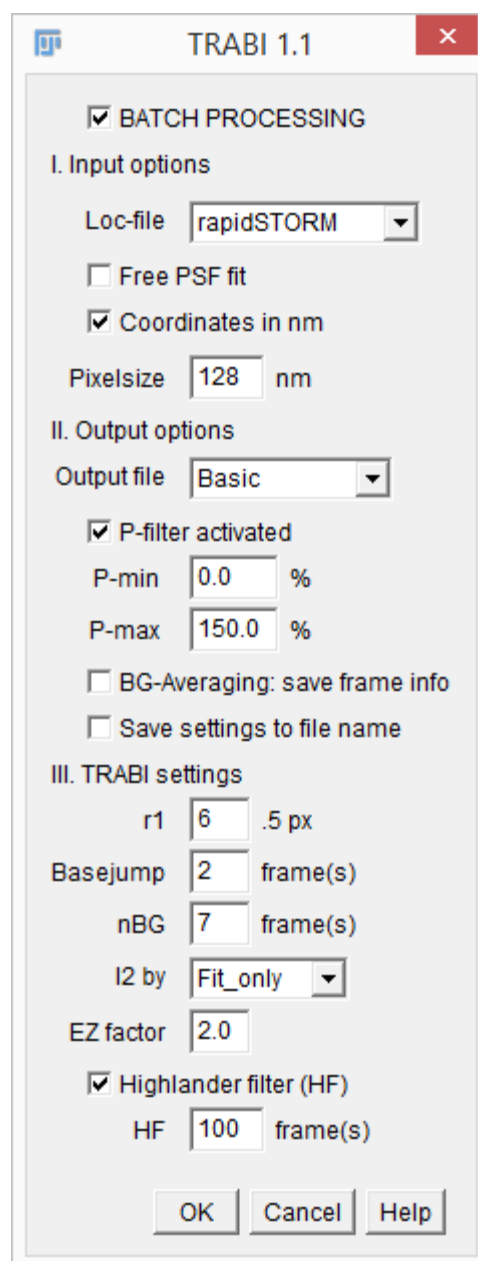 TRABI 1.1
BATCH PROCESSING
I. Input options
Loc-file rapidSTORM
Free PSF fit
Coordinates in nm
Pixelsize 128 nm
II. Output options
Output file Basic
P-filter activated
P-min 0.0 %
P-max 150.0 %
BG-Averaging: save frame info
Save settings to file name
III. TRABI settings
r1 6 .5 px
Basejump 2 frame(s)
nBG 7 frame(s)
I2 by Fit_only
EZ factor 2.0
Highlander filter (HF)
HF 100 frame(s)
OK Cancel Help